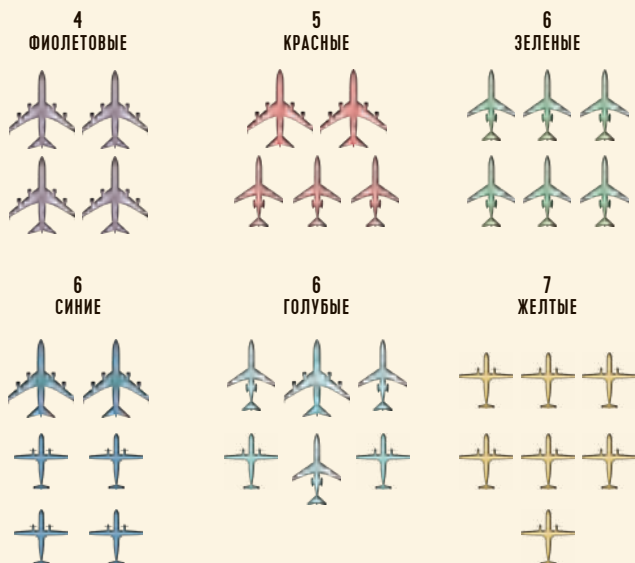 4
ФИОЛЕТОВЫЕ
5
КРАСНЫЕ
6
ЗЕЛЕНЫЕ
6
СИНИЕ
6
ГОЛУБЫЕ
7
ЖЕЛТЫЕ